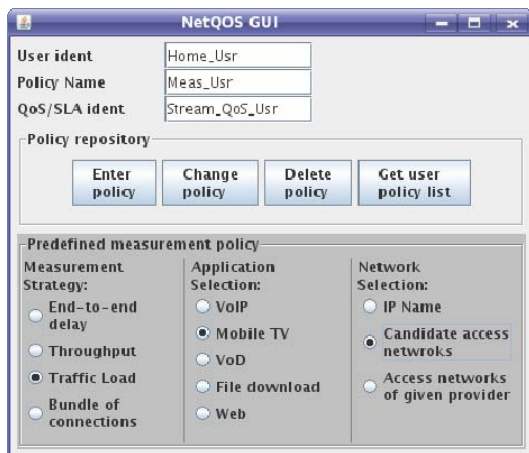 NetQOS GUI
User ident
Home_Usr
Policy Name
Meas_Usr
QoS/SLA ident
Stream_QoS_Usr
Policy repository
Enter
policy
Change
policy
Delete
policy
Get user
policy list
Predefined measurement policy
Measurement
Strategy:
End-to-end
delay
Throughput
Traffic Load
Bundle of
connections
Application
Selection:
VoIP
Mobile TV
VoD
File download
Web
Network
Selection:
IP Name
Candidate access
netwroks
Access networks
of given provider